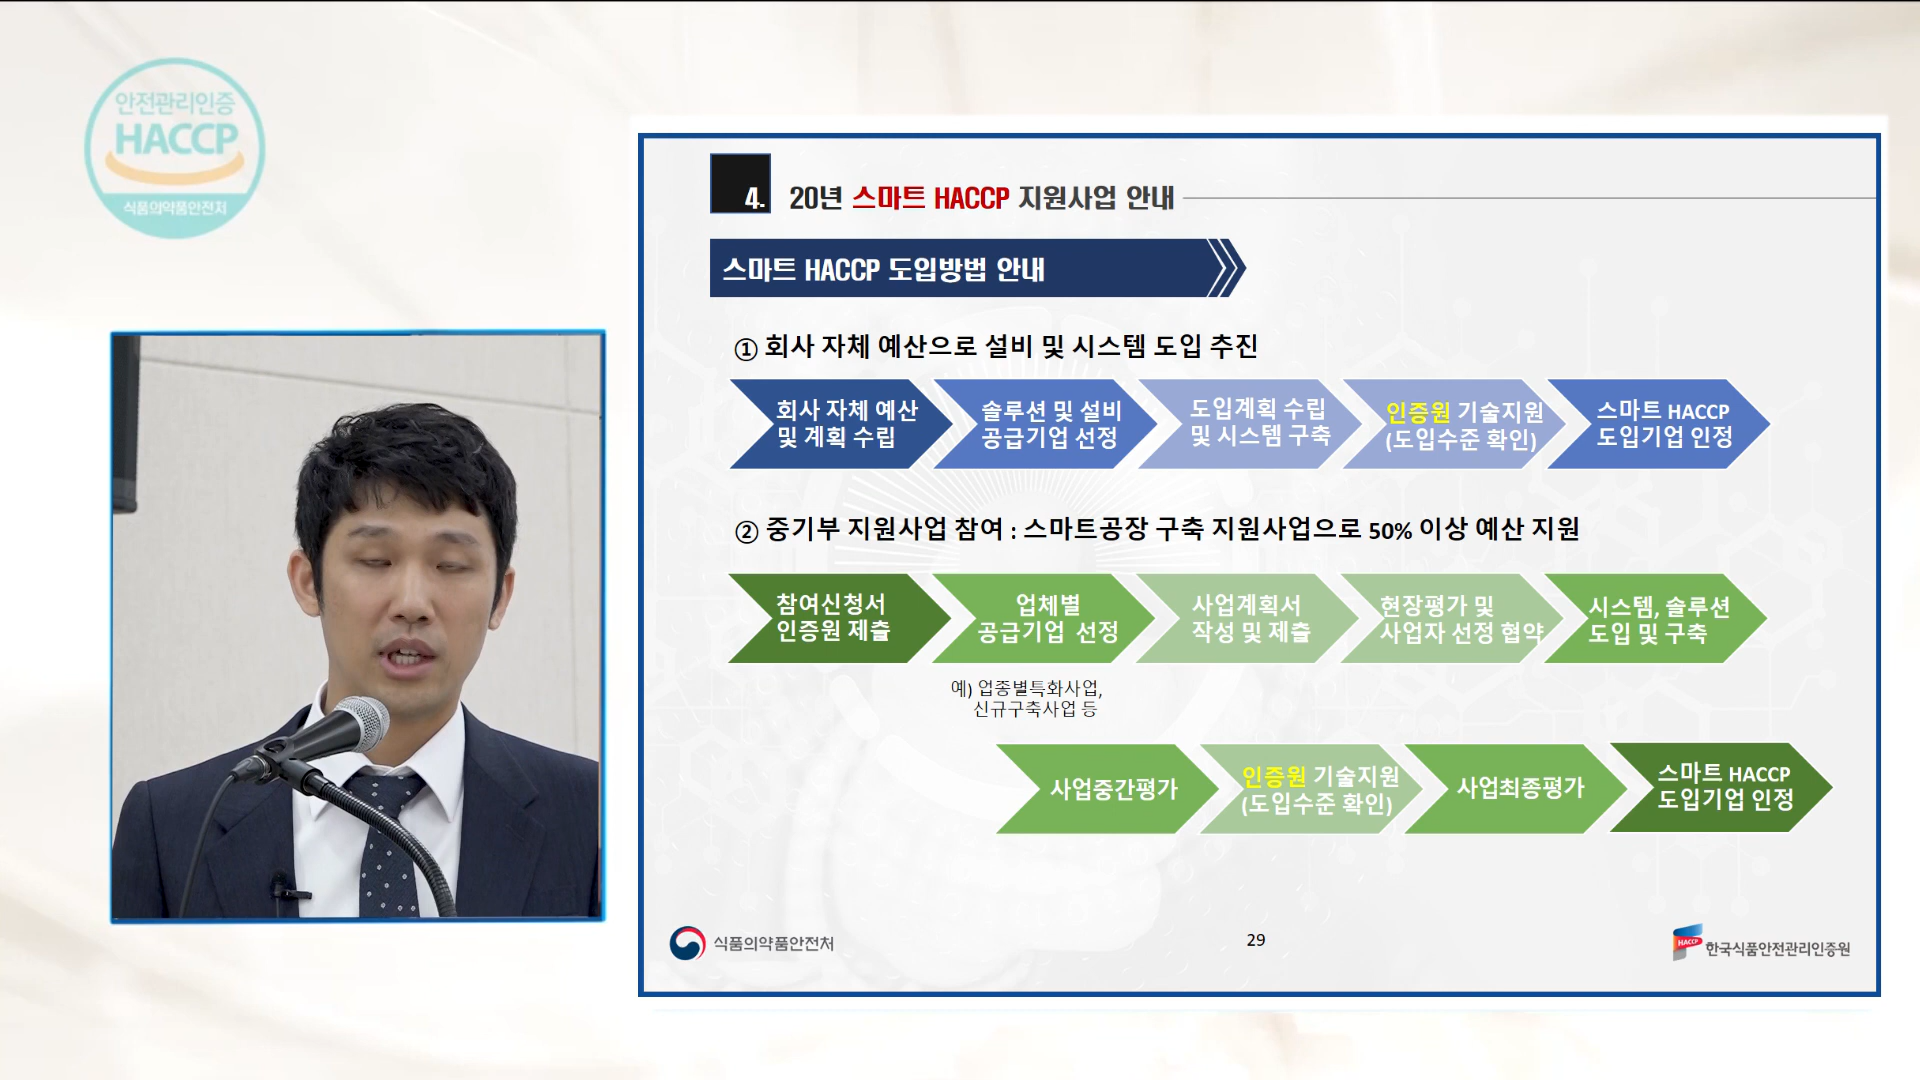 안전관리인증
HACCP
식품의약품안전처
4.
20년 스마트 HACCP 지원사업 안내
스마트 HACCP 도입방법 안내
① 회사 자체 예산으로 설비 및 시스템 도입 추진
회사 자체 예산
및 계획 수립
솔루션 및 설비
공급기업 선정
도입계획 수립
및 시스템 구축
인증원 기술지원
(도입수준 확인)
스마트 HACCP
도입기업 인정
② 중기부 지원사업 참여 : 스마트공장 구축 지원사업으로 50% 이상 예산 지원
참여신청서
인증원 제출
업체별
공급기업 선정
사업계획서
작성 및 제출
현장평가 및
사업자 선정 협약
시스템, 솔루션
도입 및 구축
예) 업종별특화사업,
신규구축사업 등
사업중간평가
인증원 기술지원
(도입수준 확인)
사업최종평가
스마트 HACCP
도입기업 인정
식품의약품안전처
29
HACCP
한국식품안전관리인증원